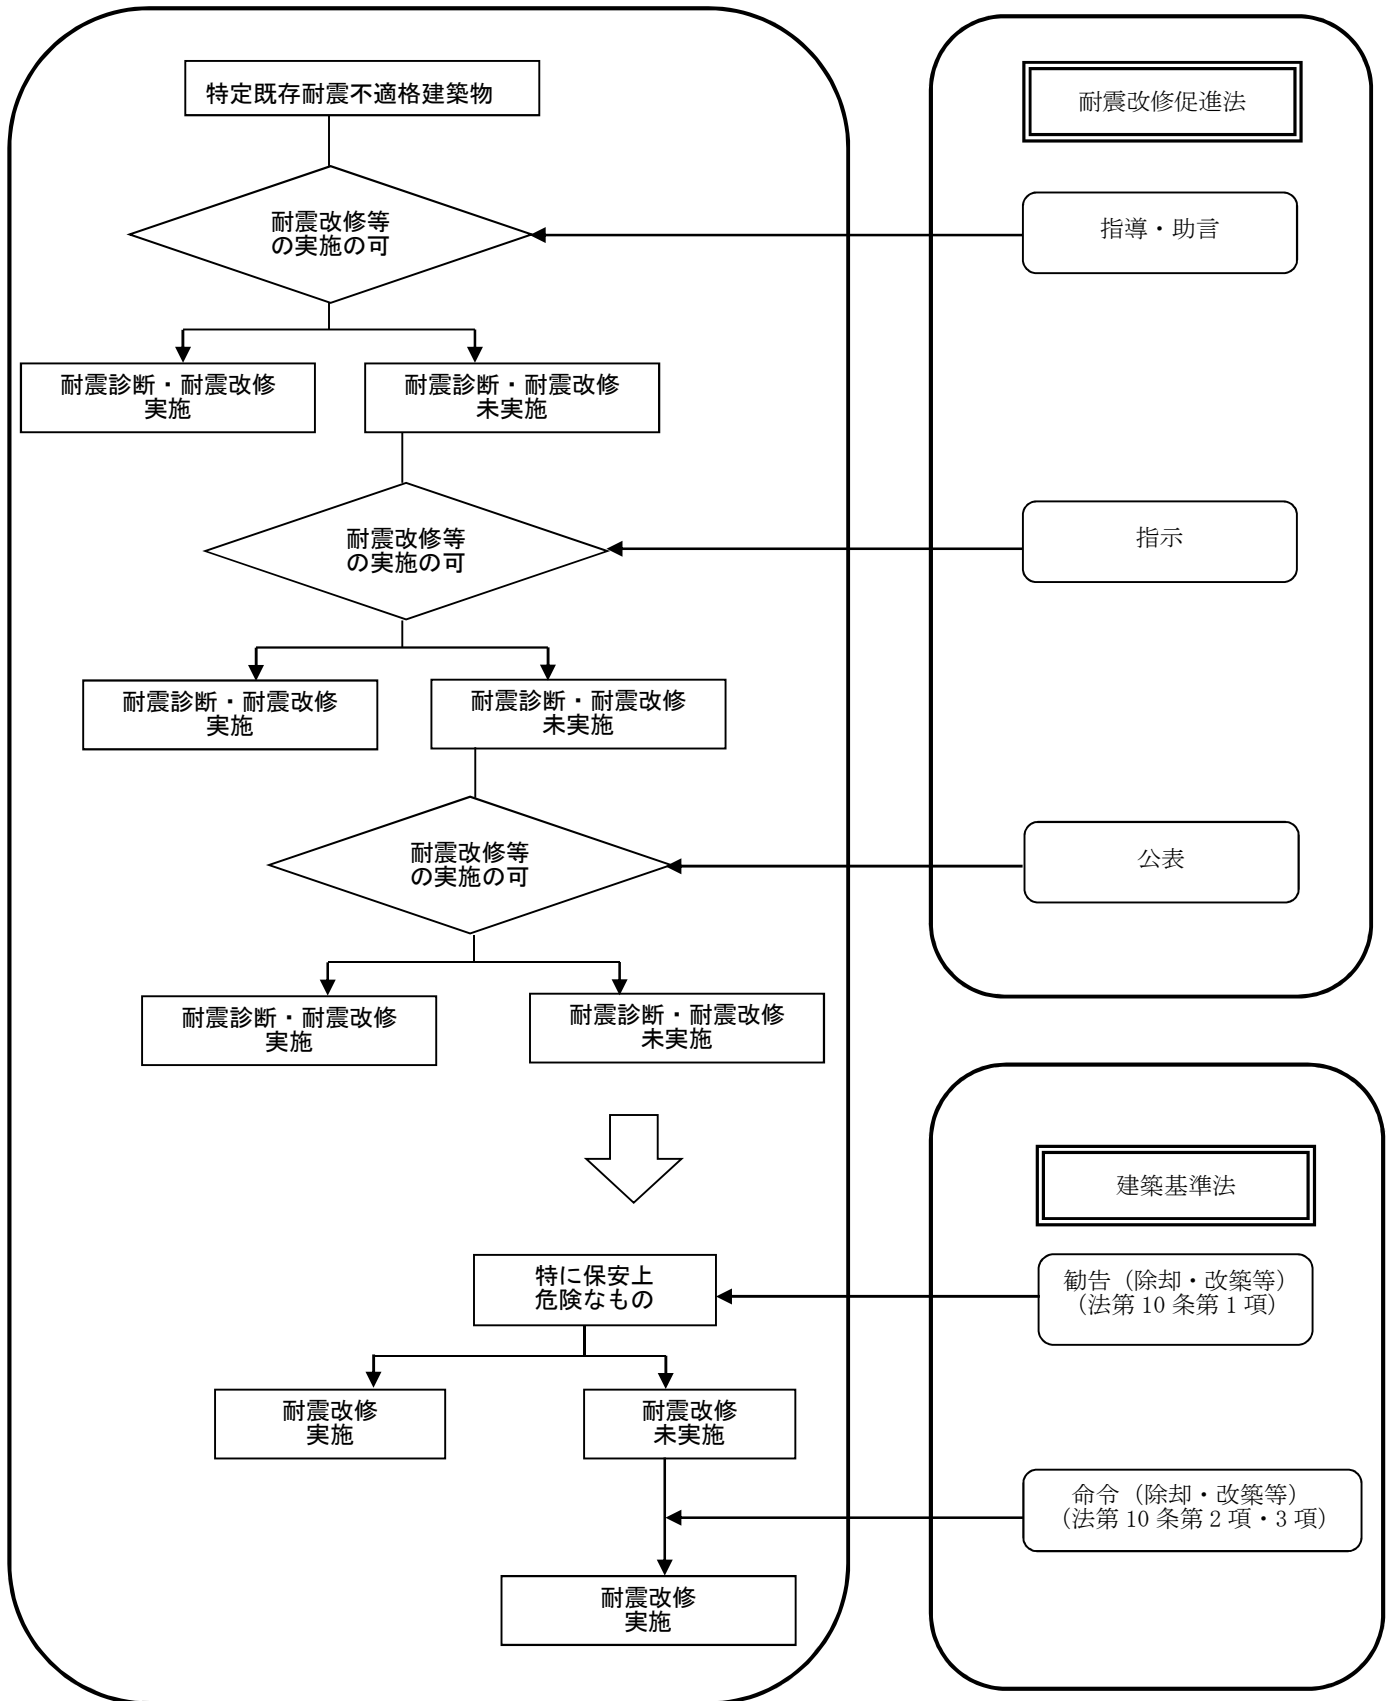 特定既存耐震不適格建築物
耐震改修促進法
耐震改修等
の実施の可
指導・助言
耐震診断・耐震改修
実施
耐震診断・耐震改修
未実施
耐震改修等
の実施の可
指示
耐震診断・耐震改修
実施
耐震診断・耐震改修
未実施
耐震改修等
の実施の可
公表
耐震診断・耐震改修
実施
耐震診断・耐震改修
未実施
建築基準法
特に保安上
危険なもの
勧告（除却・改築等）
（法第 10 条第 1 項）
耐震改修
実施
耐震改修
未実施
命令（除却・改築等）
（法第 10 条第 2 項・3 項）
耐震改修
実施